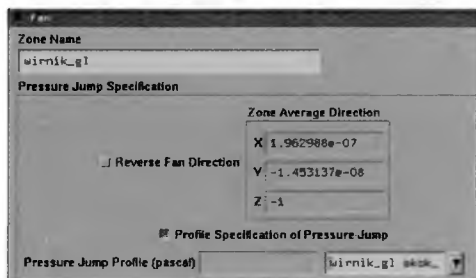 Fan
Zone Name
wirnik_gl
Pressure Jump Specification
Zone Average Direction
X 1.962988e-07
Reverse Fan Direction
Y -1.453137e-08
Z -1
Profile Specification of Pressure Jump
Pressure Jump Profile (pascal)
wirnik_gl